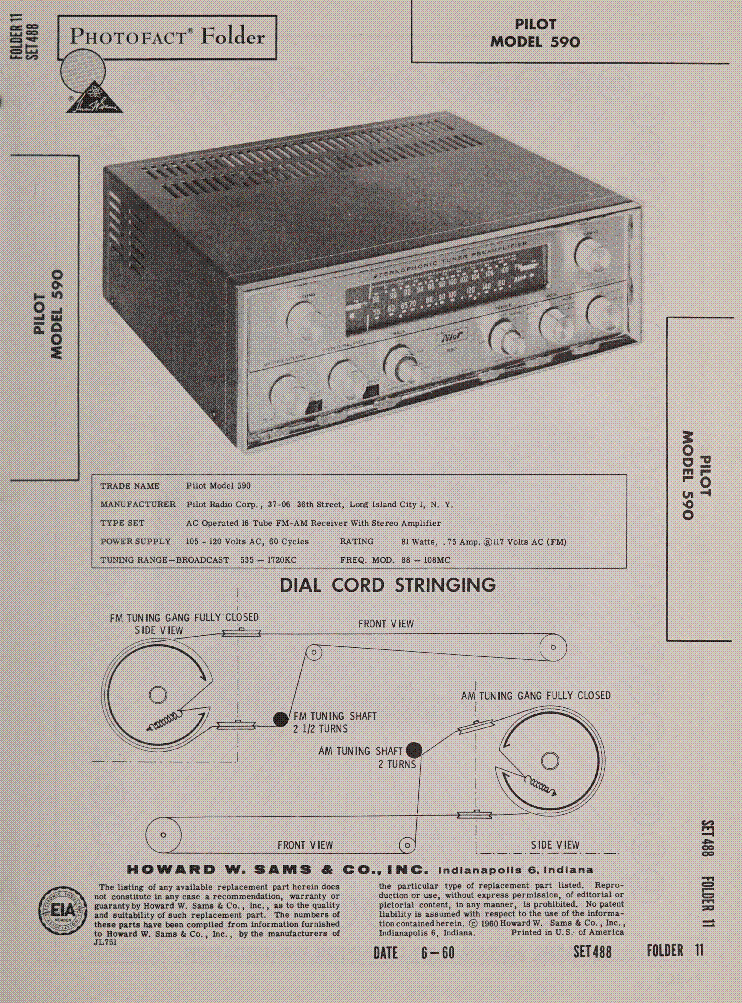 FOLDER 11
SET 488
PHOTOFACT® Folder
PILOT
MODEL 590
PILOT
MODEL 590
STEREOPHONIC TUNER PREAMPLIFIER
Pilot
PILOT
MODEL 590
TRADE NAME Pilot Model 590
MANUFACTURER Pilot Radio Corp., 37-06 36th Street, Long Island City 1, N. Y.
TYPE SET AC Operated 16 Tube FM-AM Receiver With Stereo Amplifier
POWER SUPPLY 105 - 120 Volts AC, 60 Cycles RATING 81 Watts, .75 Amp. @117 Volts AC (FM)
TUNING RANGE—BROADCAST 535 — 1720KC FREQ. MOD. 88 — 108MC
DIAL CORD STRINGING
FM TUNING GANG FULLY CLOSED
SIDE VIEW
FRONT VIEW
AM TUNING GANG FULLY CLOSED
FM TUNING SHAFT
2 1/2 TURNS
AM TUNING SHAFT
2 TURNS
FRONT VIEW
SIDE VIEW
HOWARD W. SAMS & CO., INC. Indianapolis 6, Indiana
EIA
The listing of any available replacement part herein does
not constitute in any case a recommendation, warranty or
guaranty by Howard W. Sams & Co., Inc., as to the quality
and suitability of such replacement part. The numbers of
these parts have been compiled from information furnished
to Howard W. Sams & Co., Inc., by the manufacturers of
JL751
the particular type of replacement part listed. Repro-
duction or use, without express permission, of editorial or
pictorial content, in any manner, is prohibited. No patent
liability is assumed with respect to the use of the informa-
tion contained herein. © 1960 Howard W. Sams & Co., Inc.,
Indianapolis 6, Indiana. Printed in U.S. of America
SET 488 FOLDER 11
DATE 6-60 SET 488 FOLDER 11